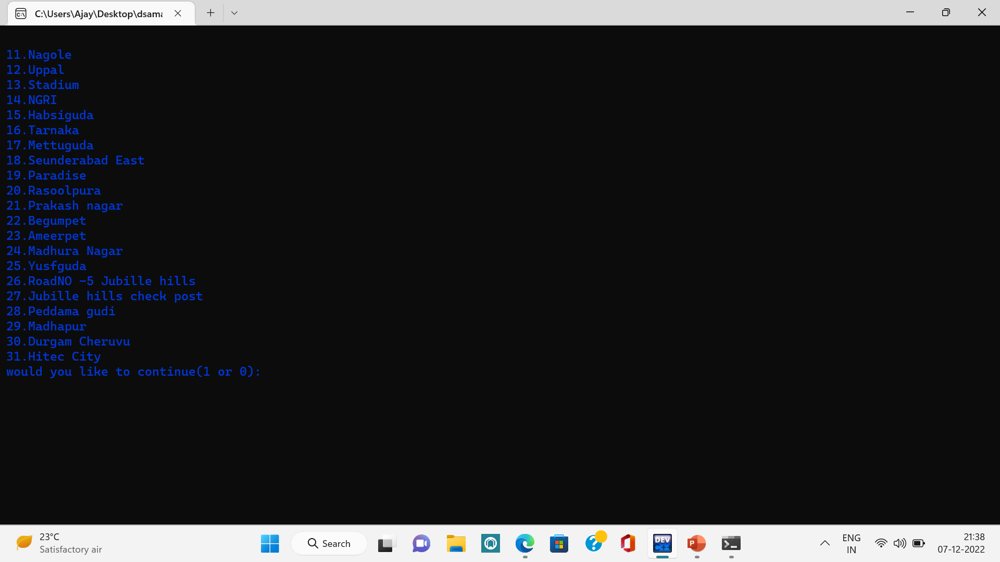 C:\Users\Ajay\Desktop\dsama
11.Nagole
12.Uppal
13.Stadium
14.NGRI
15.Habsiguda
16.Tarnaka
17.Mettuguda
18.Seunderabad East
19.Paradise
20.Rasoolpura
21.Prakash nagar
22.Begumpet
23.Ameerpet
24.Madhura Nagar
25.Yusfguda
26.RoadNO -5 Jubille hills
27.Jubille hills check post
28.Peddama gudi
29.Madhapur
30.Durgam Cheruvu
31.Hitec City
would you like to continue(1 or 0):
23°C
Satisfactory air
Search
DEV
C++
P
ENG
IN
21:38
07-12-2022